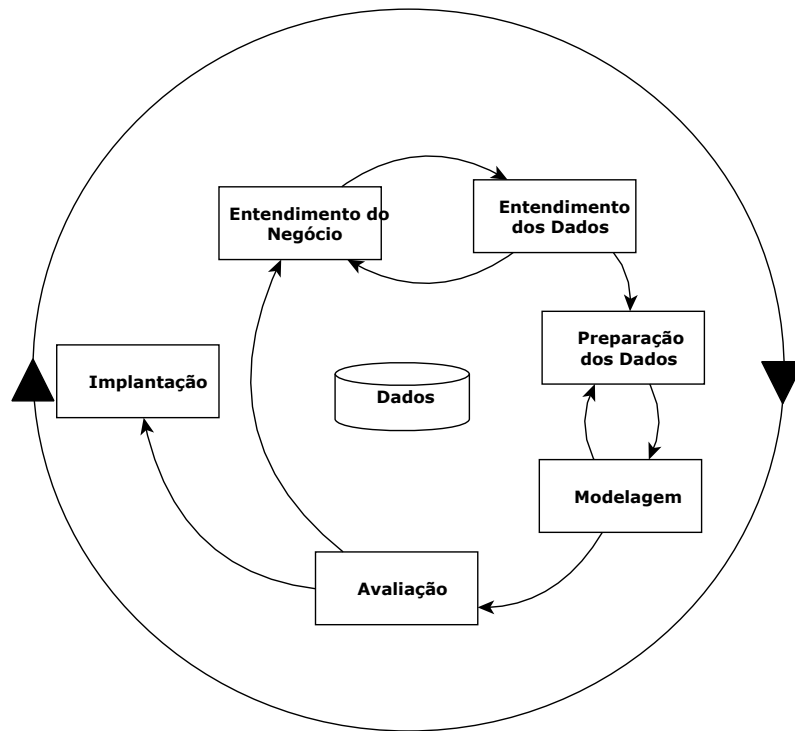 Entendimento do
Negócio
Entendimento
dos Dados
Preparação
dos Dados
Implantação
Dados
Modelagem
Avaliação